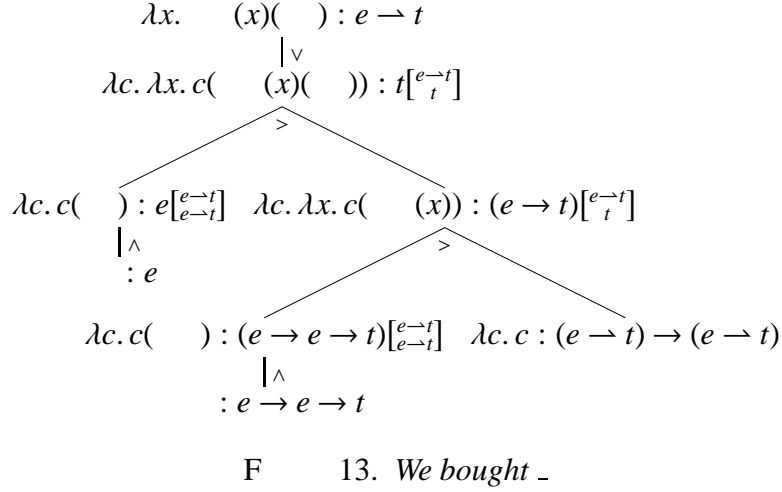 λx. (x)( ) : e ⇀ t
∨
λc. λx. c( (x)( )) : t[e⇀t t]
>
λc. c( ) : e[e⇀t e⇀t] λc. λx. c( (x)) : (e → t)[e⇀t t]
∧ >
: e
λc. c( ) : (e → e → t)[e⇀t e⇀t] λc. c : (e ⇀ t) → (e ⇀ t)
∧
: e → e → t
F 13. We bought _